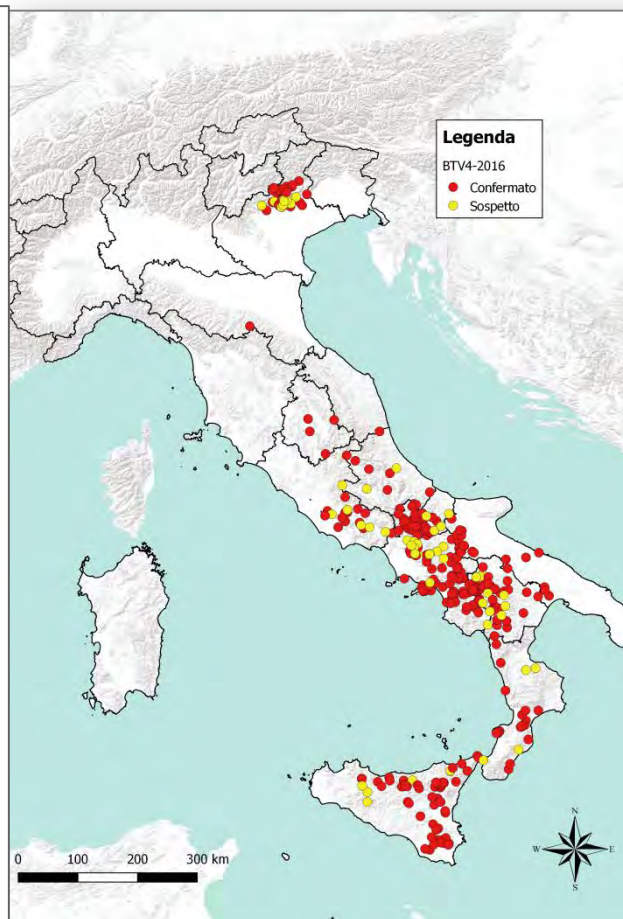 Legenda
BTV4-2016
Confermato
Sospetto
0 100 200 300 km
N
W E
S